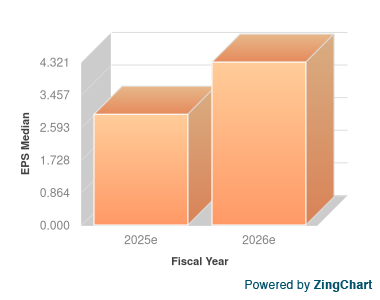 4.321
3.457
2.593
1.728
0.864
0.000
EPS Median
2025e
2026e
Fiscal Year
Powered by ZingChart